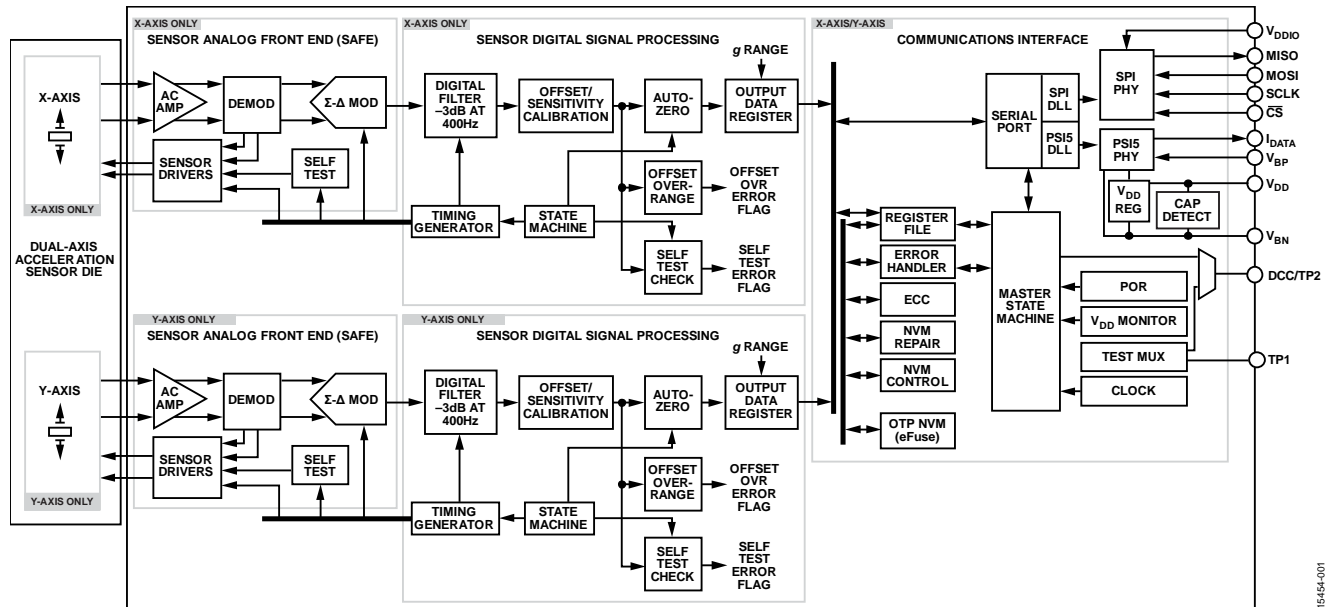 X-AXIS ONLY
SENSOR ANALOG FRONT END (SAFE)
X-AXIS
X-AXIS ONLY
AC
AMP
DEMOD
Σ-Δ MOD
SENSOR
DRIVERS
SELF
TEST
X-AXIS ONLY
SENSOR DIGITAL SIGNAL PROCESSING
g RANGE
DIGITAL
FILTER
–3dB AT
400Hz
OFFSET/
SENSITIVITY
CALIBRATION
AUTO-
ZERO
OUTPUT
DATA
REGISTER
OFFSET
OVER-
RANGE
OFFSET
OVR
ERROR
FLAG
TIMING
GENERATOR
STATE
MACHINE
SELF
TEST
CHECK
SELF
TEST
ERROR
FLAG
DUAL-AXIS
ACCELERATION
SENSOR DIE
Y-AXIS ONLY
SENSOR ANALOG FRONT END (SAFE)
Y-AXIS
Y-AXIS ONLY
AC
AMP
DEMOD
Σ-Δ MOD
SENSOR
DRIVERS
SELF
TEST
Y-AXIS ONLY
SENSOR DIGITAL SIGNAL PROCESSING
g RANGE
DIGITAL
FILTER
–3dB AT
400Hz
OFFSET/
SENSITIVITY
CALIBRATION
AUTO-
ZERO
OUTPUT
DATA
REGISTER
OFFSET
OVER-
RANGE
OFFSET
OVR
ERROR
FLAG
TIMING
GENERATOR
STATE
MACHINE
SELF
TEST
CHECK
SELF
TEST
ERROR
FLAG
X-AXIS/Y-AXIS
COMMUNICATIONS INTERFACE
SERIAL
PORT
SPI
DLL
PSI5
DLL
SPI
PHY
PSI5
PHY
VDD
REG
CAP
DETECT
REGISTER
FILE
ERROR
HANDLER
ECC
NVM
REPAIR
NVM
CONTROL
OTP NVM
(eFuse)
MASTER
STATE
MACHINE
POR
VDD MONITOR
TEST MUX
CLOCK
VDDIO
MISO
MOSI
SCLK
CS
IDATA
VBP
VDD
VBN
DCC/TP2
TP1
15454-001